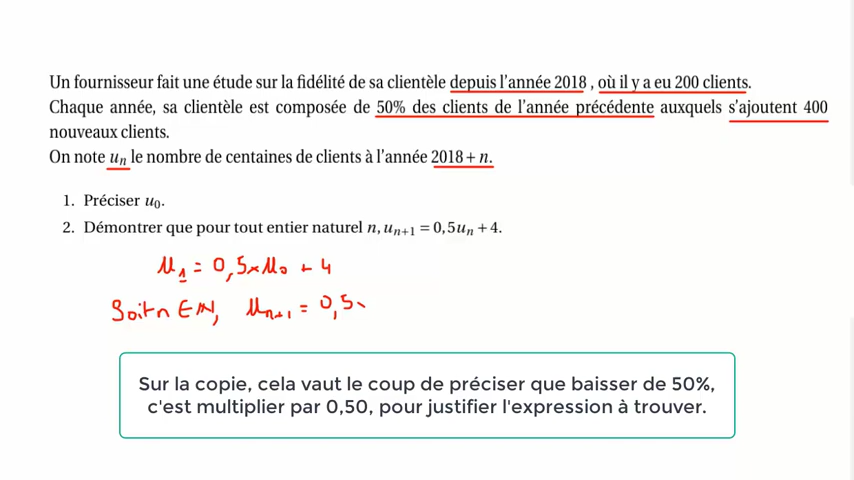 Un fournisseur fait une étude sur la fidélité de sa clientèle depuis l'année 2018 , où il y a eu 200 clients.
Chaque année, sa clientèle est composée de 50% des clients de l'année précédente auxquels s'ajoutent 400
nouveaux clients.
On note uₙ le nombre de centaines de clients à l'année 2018 + n.
1. Préciser u₀.
2. Démontrer que pour tout entier naturel n, uₙ₊₁ = 0,5uₙ + 4.
u₁ = 0,5×u₀ + 4
Soit n ∈ ℕ, uₙ₊₁ = 0,5
Sur la copie, cela vaut le coup de préciser que baisser de 50%,
c'est multiplier par 0,50, pour justifier l'expression à trouver.